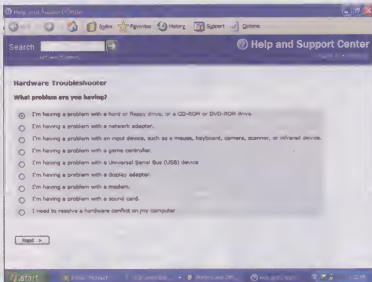 Help and Support Center
Index Favorites History Support Options
Search
Help and Support Center
Hardware Troubleshooter
What problem are you having?
I'm having a problem with a hard or floppy drive, or a CD-ROM or DVD-ROM drive.
I'm having a problem with a network adapter.
I'm having a problem with an input device, such as a mouse, keyboard, camera, scanner, or infrared device.
I'm having a problem with a game controller.
I'm having a problem with a Universal Serial Bus (USB) device
I'm having a problem with a display adapter.
I'm having a problem with a modem.
I'm having a problem with a sound card.
I need to resolve a hardware conflict on my computer
Next >
start